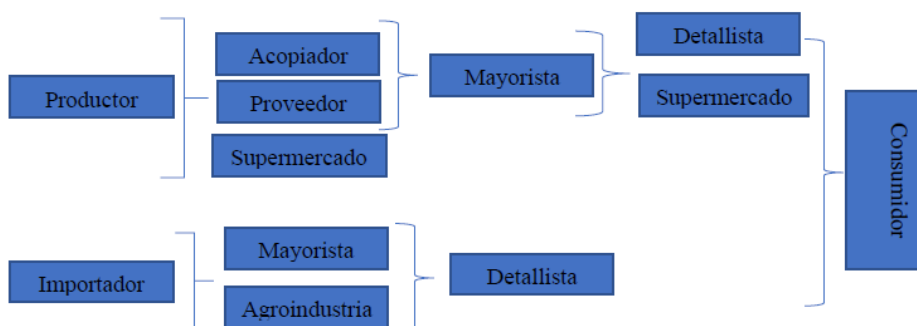 Productor
Acopiador
Proveedor
Supermercado
Mayorista
Detallista
Supermercado
Consumidor
Importador
Mayorista
Agroindustria
Detallista